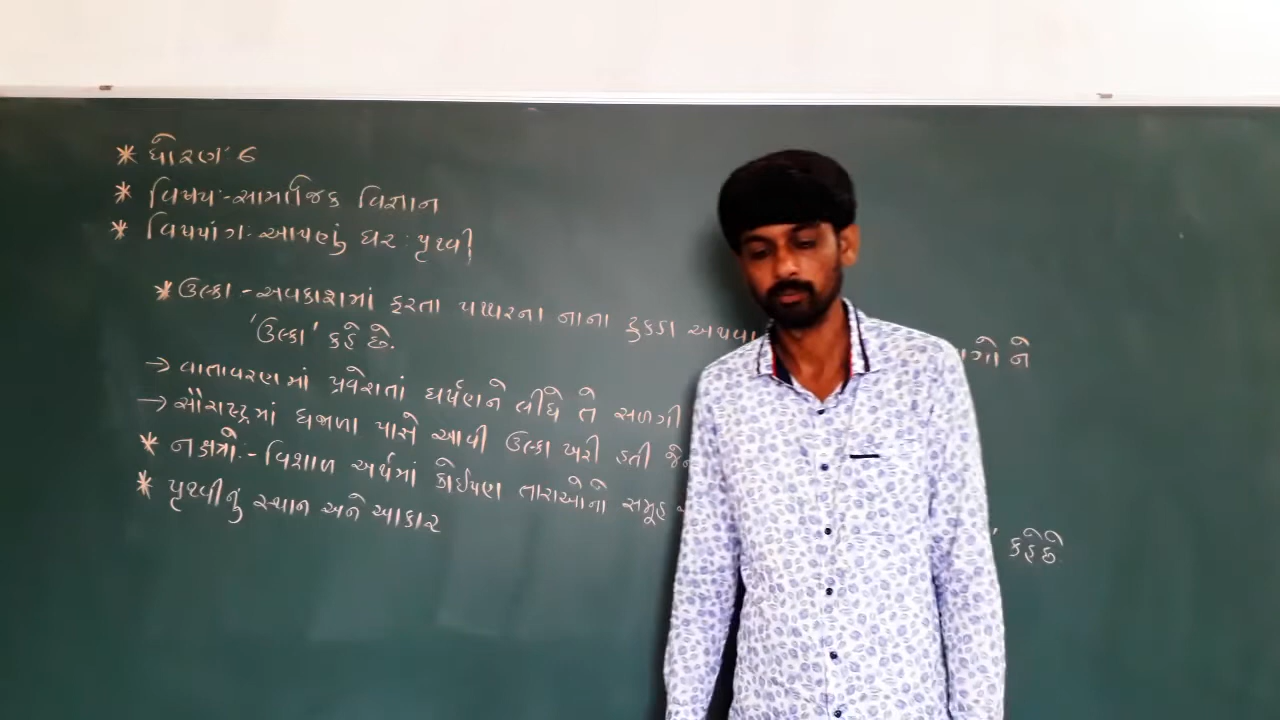 * ધોરણ: 6
* વિષય:- સામાજિક વિજ્ઞાન
* વિષયાંગ: આપણું ઘર : પૃથ્વી
* ઉલ્કા - અવકાશમાં ફરતા પથ્થરના નાના ટુકડા અથવા ને
'ઉલ્કા' કહે છે.
→ વાતાવરણમાં પ્રવેશતાં ઘર્ષણને લીધે તે સળગી
→ સૌરાષ્ટ્રમાં ધજાળા પાસે આવી ઉલ્કા ખરી હતી
* નક્ષત્રો:- વિશાળ અર્થમાં કોઈપણ તારાઓનો સમૂહ ' કહેછે.
* પૃથ્વીનું સ્થાન અને આકાર